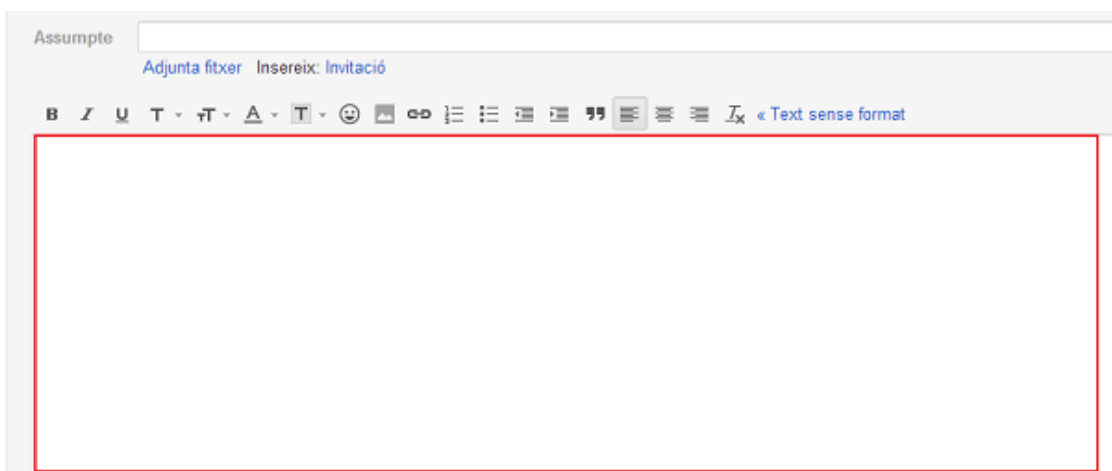 Assumpte
Adjunta fitxer Insereix: Invitació
B I U T T A T « Text sense format